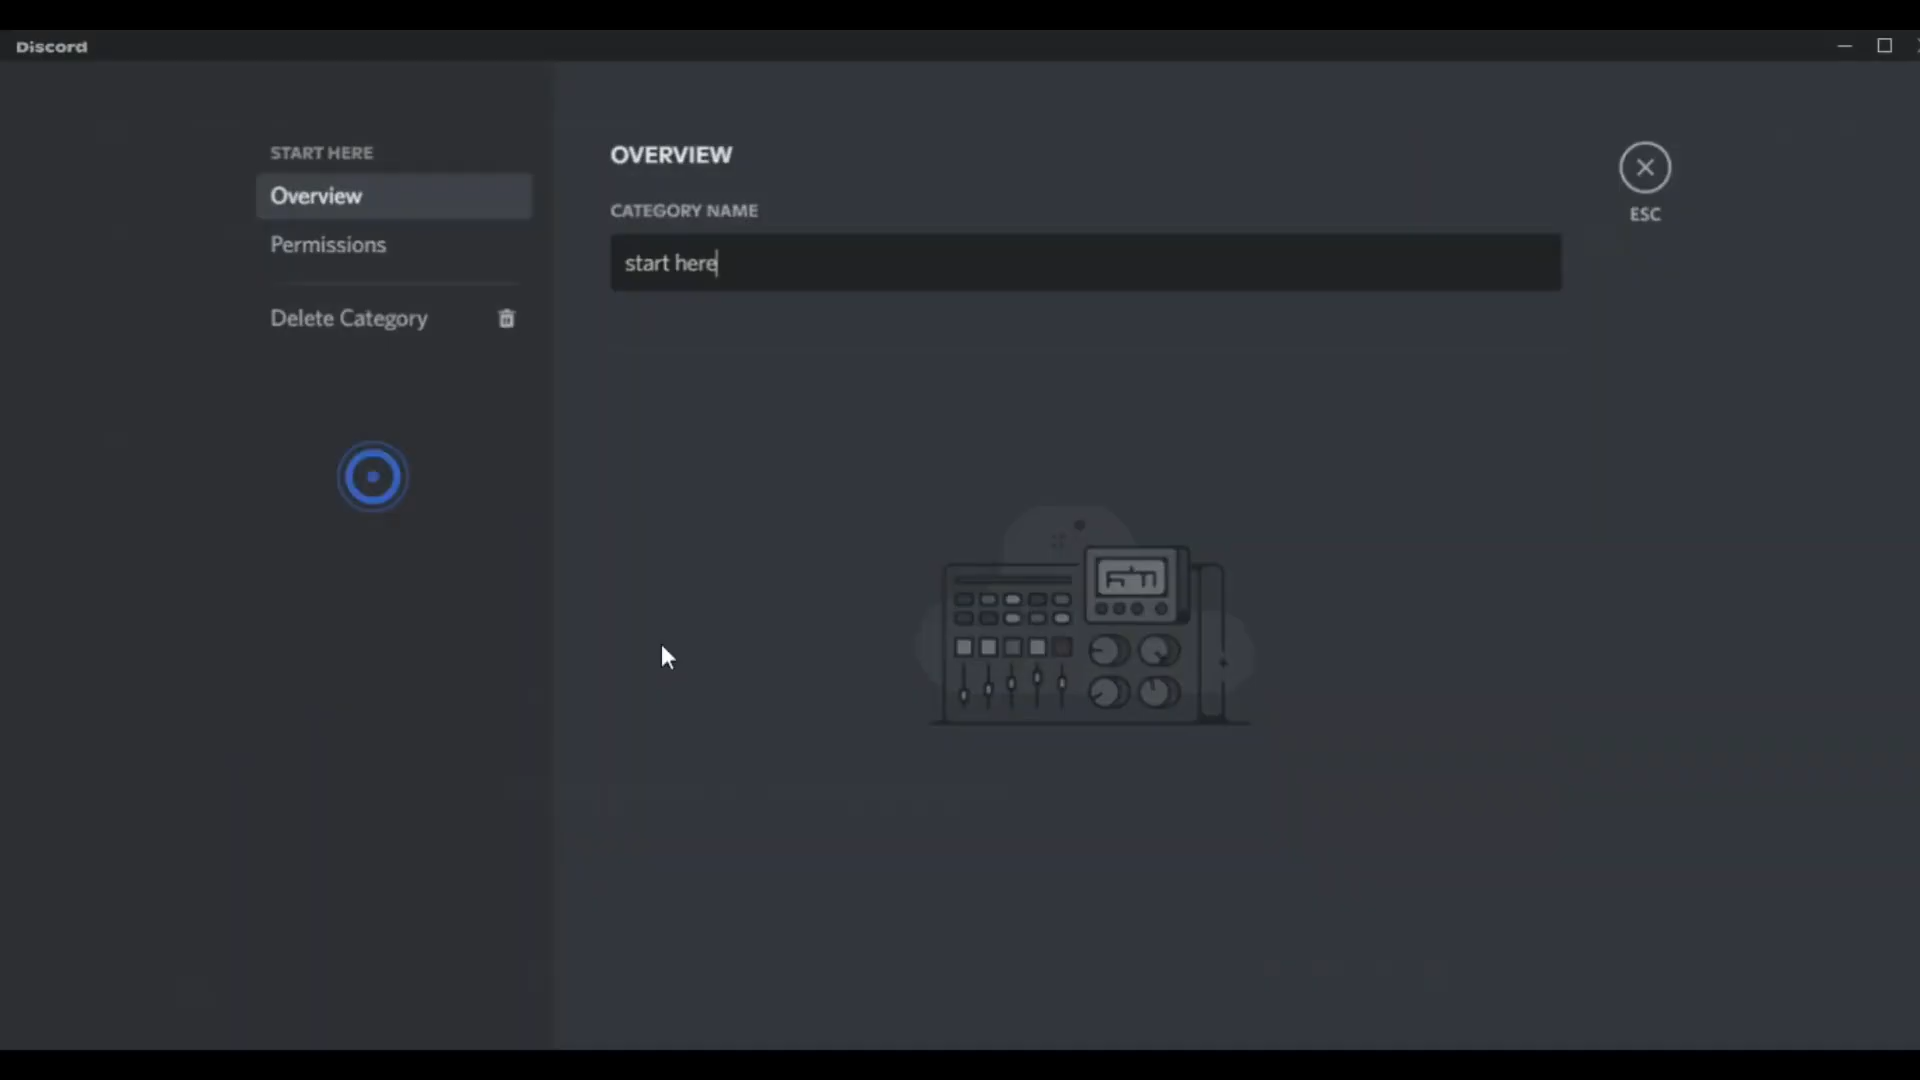 Discord
START HERE
Overview
Permissions
Delete Category
OVERVIEW
CATEGORY NAME
start here
ESC